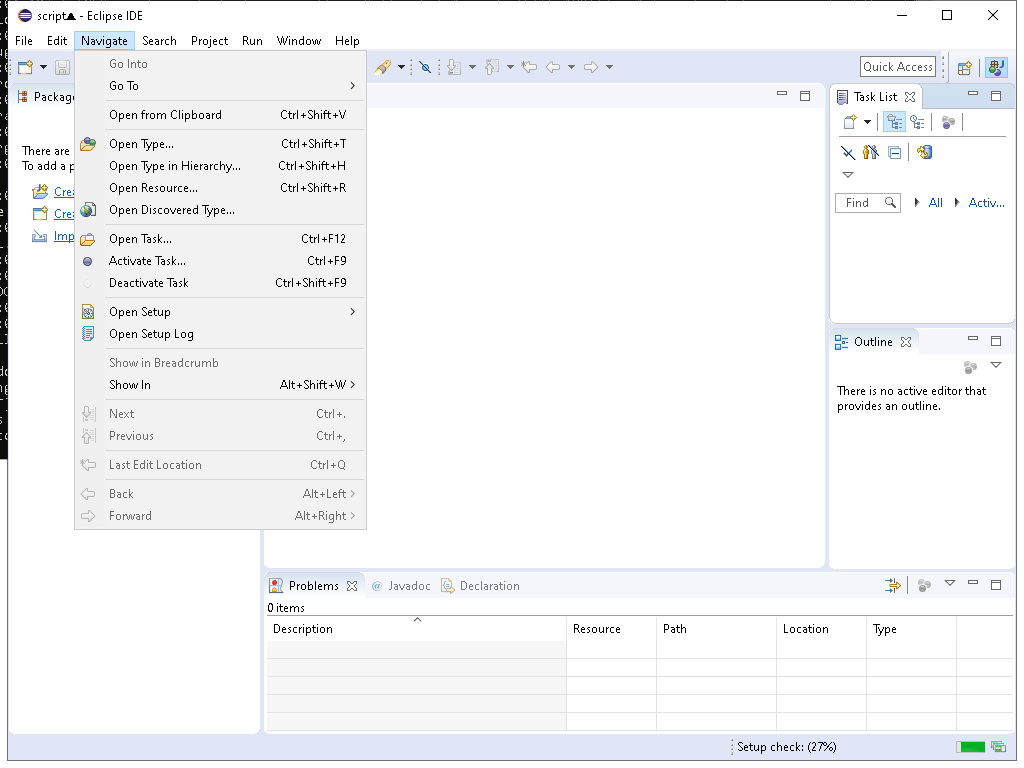 script▲ - Eclipse IDE
File Edit Navigate Search Project Run Window Help
Quick Access
Go Into
Go To
Open from Clipboard Ctrl+Shift+V
Open Type... Ctrl+Shift+T
Open Type in Hierarchy... Ctrl+Shift+H
Open Resource... Ctrl+Shift+R
Open Discovered Type...
Open Task... Ctrl+F12
Activate Task... Ctrl+F9
Deactivate Task Ctrl+Shift+F9
Open Setup
Open Setup Log
Show in Breadcrumb
Show In Alt+Shift+W
Next Ctrl+.
Previous Ctrl+,
Last Edit Location Ctrl+Q
Back Alt+Left
Forward Alt+Right
Packag
There are
To add a p
Crea
Crea
Imp
Task List
Find All Activ...
Outline
There is no active editor that
provides an outline.
Problems @ Javadoc Declaration
0 items
Description Resource Path Location Type
Setup check: (27%)